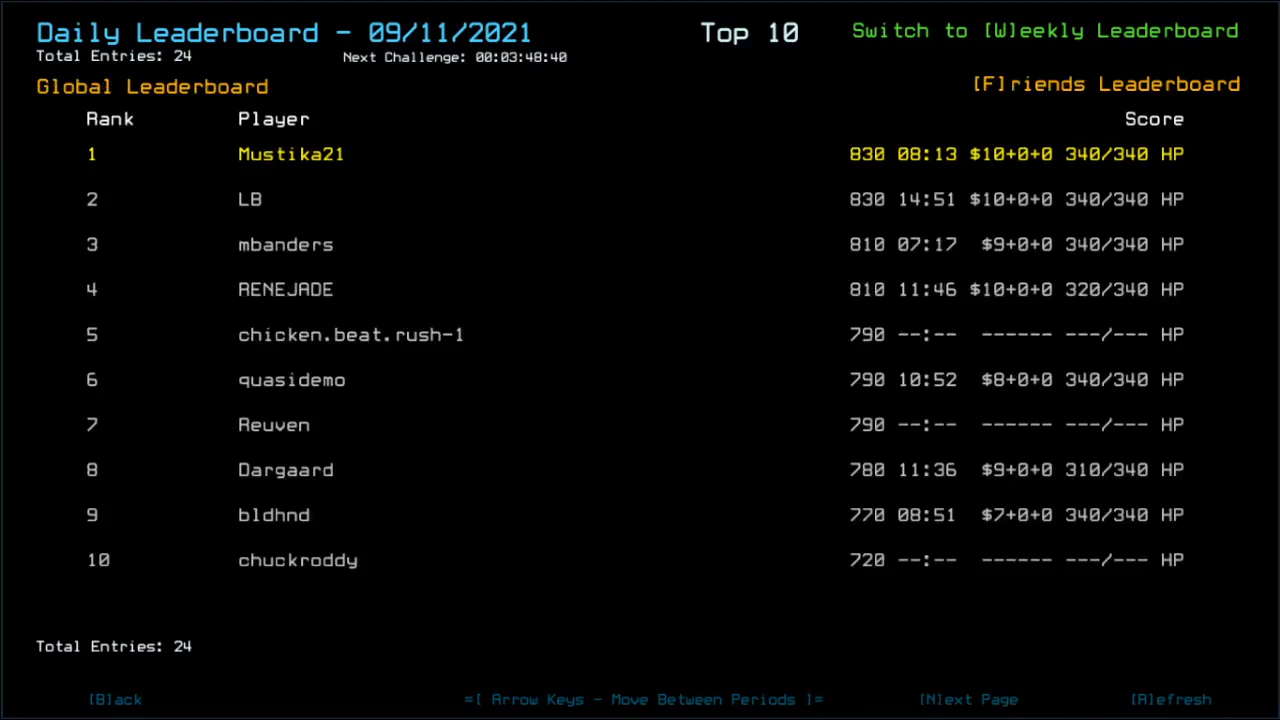 Daily Leaderboard - 09/11/2021 Top 10 Switch to [W]eekly Leaderboard
Total Entries: 24 Next Challenge: 00:03:48:40
Global Leaderboard [F]riends Leaderboard
Rank Player Score
1 Mustika21 830 08:13 $10+0+0 340/340 HP
2 LB 830 14:51 $10+0+0 340/340 HP
3 mbanders 810 07:17 $9+0+0 340/340 HP
4 RENEJADE 810 11:46 $10+0+0 320/340 HP
5 chicken.beat.rush-1 790 --:-- ------ ---/--- HP
6 quasidemo 790 10:52 $8+0+0 340/340 HP
7 Reuven 790 --:-- ------ ---/--- HP
8 Dargaard 780 11:36 $9+0+0 310/340 HP
9 bldhnd 770 08:51 $7+0+0 340/340 HP
10 chuckroddy 720 --:-- ------ ---/--- HP
Total Entries: 24
[B]ack =[ Arrow Keys - Move Between Periods ]= [N]ext Page [R]efresh